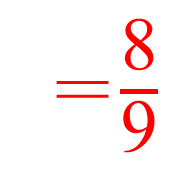 = 8/9